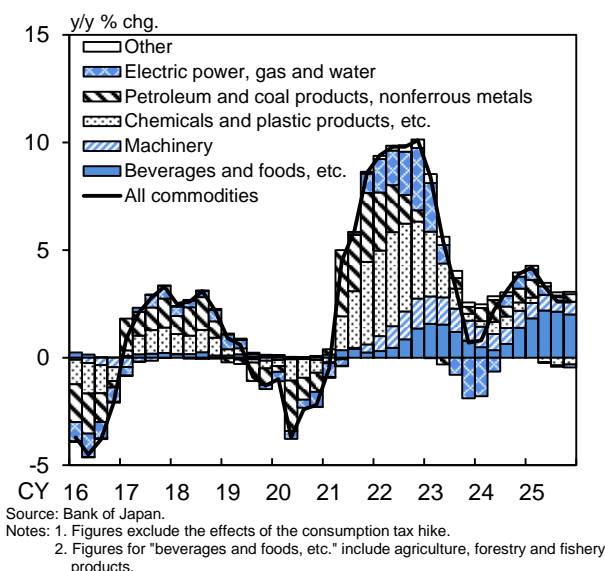 y/y % chg.
15
Other
Electric power, gas and water
Petroleum and coal products, nonferrous metals
Chemicals and plastic products, etc.
Machinery
Beverages and foods, etc.
All commodities
10
5
0
-5
CY 16 17 18 19 20 21 22 23 24 25
Source: Bank of Japan.
Notes: 1. Figures exclude the effects of the consumption tax hike.
2. Figures for "beverages and foods, etc." include agriculture, forestry and fishery
products.